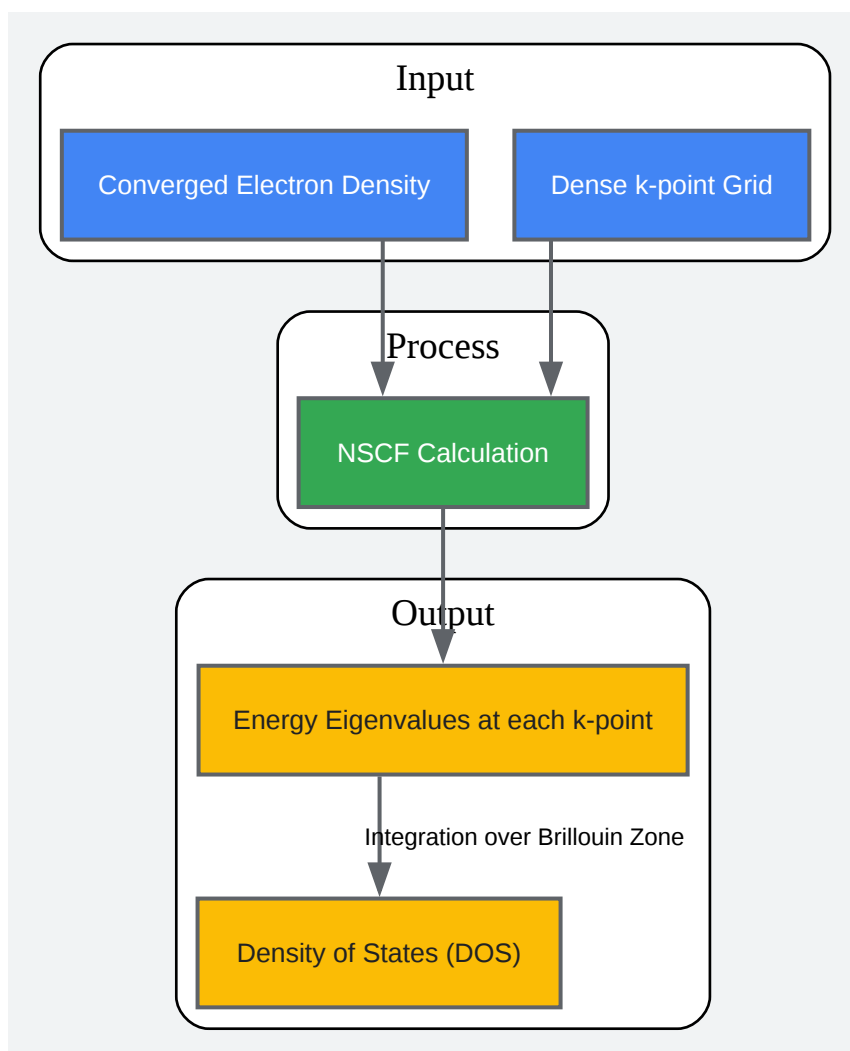 Input
Converged Electron Density
Dense k-point Grid
Process
NSCF Calculation
Output
Energy Eigenvalues at each k-point
Integration over Brillouin Zone
Density of States (DOS)